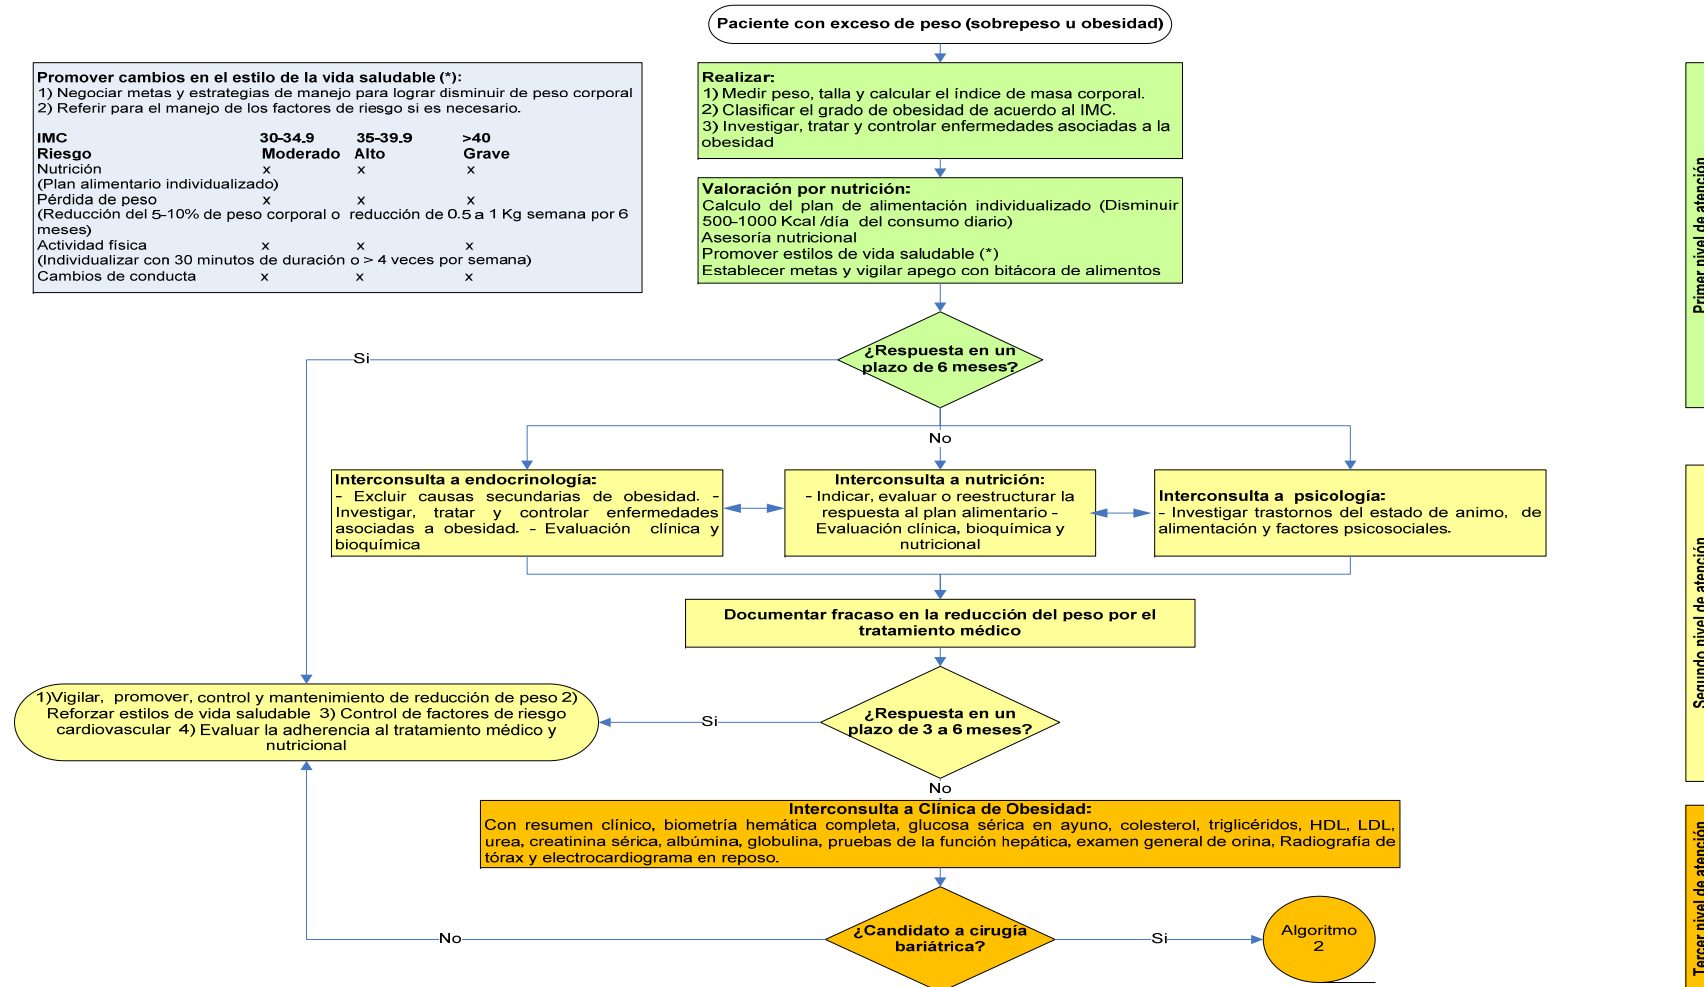 Paciente con exceso de peso (sobrepeso u obesidad)
Promover cambios en el estilo de la vida saludable (*):
1) Negociar metas y estrategias de manejo para lograr disminuir de peso corporal
2) Referir para el manejo de los factores de riesgo si es necesario.
IMC 30-34.9 35-39.9 >40
Riesgo Moderado Alto Grave
Nutrición x x x
(Plan alimentario individualizado)
Pérdida de peso x x x
(Reducción del 5-10% de peso corporal o reducción de 0.5 a 1 Kg semana por 6
meses)
Actividad física x x x
(Individualizar con 30 minutos de duración o > 4 veces por semana)
Cambios de conducta x x x
Realizar:
1) Medir peso, talla y calcular el índice de masa corporal.
2) Clasificar el grado de obesidad de acuerdo al IMC.
3) Investigar, tratar y controlar enfermedades asociadas a la
obesidad
Valoración por nutrición:
Calculo del plan de alimentación individualizado (Disminuir
500-1000 Kcal /día del consumo diario)
Asesoría nutricional
Promover estilos de vida saludable (*)
Establecer metas y vigilar apego con bitácora de alimentos
Primer nivel de atención
¿Respuesta en un
plazo de 6 meses?
Si
No
Interconsulta a endocrinología:
- Excluir causas secundarias de obesidad. -
Investigar, tratar y controlar enfermedades
asociadas a obesidad. - Evaluación clínica y
bioquímica
Interconsulta a nutrición:
- Indicar, evaluar o reestructurar la
respuesta al plan alimentario -
Evaluación clínica, bioquímica y
nutricional
Interconsulta a psicología:
- Investigar trastornos del estado de animo, de
alimentación y factores psicosociales.
Segundo nivel de atención
Documentar fracaso en la reducción del peso por el
tratamiento médico
1)Vigilar, promover, control y mantenimiento de reducción de peso 2)
Reforzar estilos de vida saludable 3) Control de factores de riesgo
cardiovascular 4) Evaluar la adherencia al tratamiento médico y
nutricional
Si
¿Respuesta en un
plazo de 3 a 6 meses?
No
Interconsulta a Clínica de Obesidad:
Con resumen clínico, biometría hemática completa, glucosa sérica en ayuno, colesterol, triglicéridos, HDL, LDL,
urea, creatinina sérica, albúmina, globulina, pruebas de la función hepática, examen general de orina, Radiografía de
tórax y electrocardiograma en reposo.
Tercer nivel de atención
No
¿Candidato a cirugía
bariátrica?
Si
Algoritmo
2